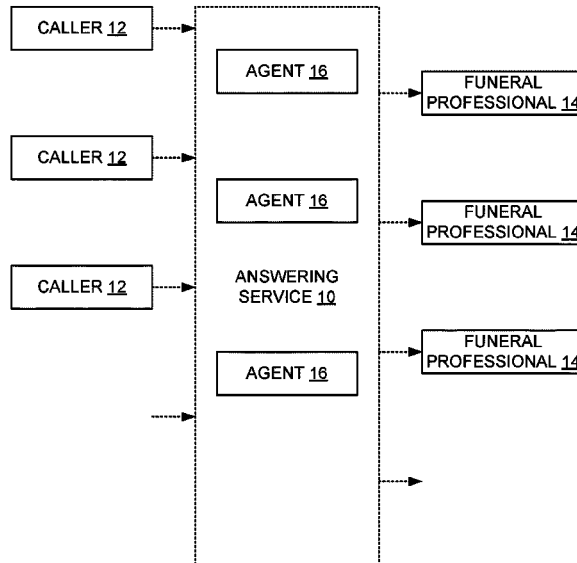 CALLER 12
AGENT 16
FUNERAL
PROFESSIONAL 14
CALLER 12
AGENT 16
FUNERAL
PROFESSIONAL 14
CALLER 12
ANSWERING
SERVICE 10
AGENT 16
FUNERAL
PROFESSIONAL 14